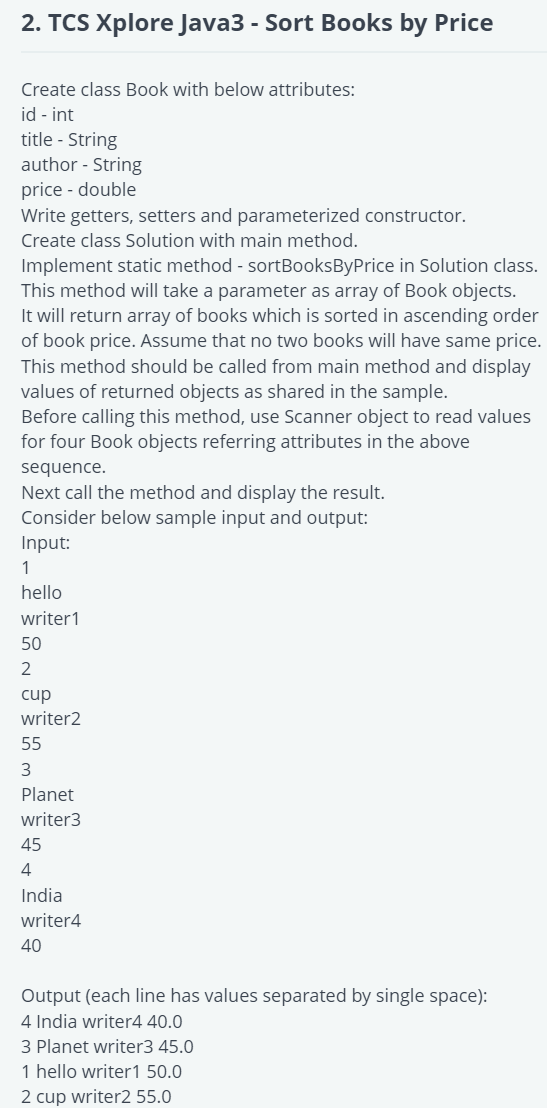 2. TCS Xplore Java3 - Sort Books by Price
Create class Book with below attributes:
id - int
title - String
author - String
price - double
Write getters, setters and parameterized constructor.
Create class Solution with main method.
Implement static method - sortBooksByPrice in Solution class.
This method will take a parameter as array of Book objects.
It will return array of books which is sorted in ascending order
of book price. Assume that no two books will have same price.
This method should be called from main method and display
values of returned objects as shared in the sample.
Before calling this method, use Scanner object to read values
for four Book objects referring attributes in the above
sequence.
Next call the method and display the result.
Consider below sample input and output:
Input:
1
hello
writer1
50
2
cup
writer2
55
3
Planet
writer3
45
4
India
writer4
40
Output (each line has values separated by single space):
4 India writer4 40.0
3 Planet writer3 45.0
1 hello writer1 50.0
2 cup writer2 55.0